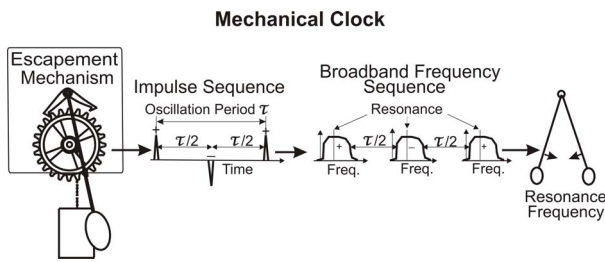 Mechanical Clock
Escapement
Mechanism
Impulse Sequence
Oscillation Period τ
+
τ/2
τ/2
+
−
Time
Broadband Frequency
Sequence
Resonance
+
τ/2
−
τ/2
+
Freq.
Freq.
Freq.
Resonance
Frequency